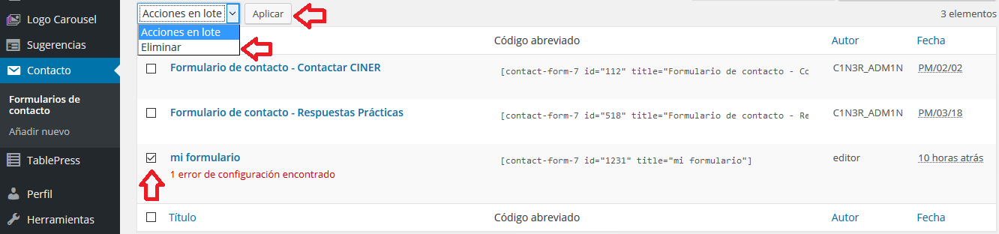 Logo Carousel
Sugerencias
Contacto
Formularios de
contacto
Añadir nuevo
TablePress
Perfil
Herramientas
Acciones en lote
Aplicar
3 elementos
Acciones en lote
Eliminar
Código abreviado
Autor
Fecha
Formulario de contacto - Contactar CINER
[contact-form-7 id="112" title="Formulario de contacto - Co
C1N3R_ADM1N
PM/02/02
Formulario de contacto - Respuestas Prácticas
[contact-form-7 id="518" title="Formulario de contacto - Re
C1N3R_ADM1N
PM/03/18
mi formulario
[contact-form-7 id="1231" title="mi formulario"]
editor
10 horas atrás
1 error de configuración encontrado
Título
Código abreviado
Autor
Fecha